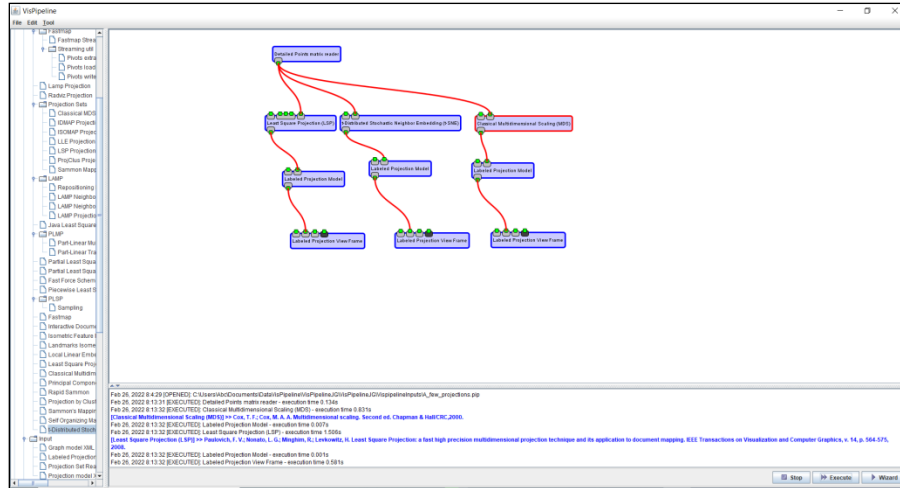 VisPipeline
File Edit Tool
Fastmap
Fastmap Strea
Streaming util
Pivots extra
Pivots load
Pivots write
Lamp Projection
Radviz Projection
Projection Sets
Classical MDS
IDMAP Projecti
ISOMAP Projec
LLE Projection
LSP Projection
ProjClus Proje
Sammon Mapp
LAMP
Repositioning
LAMP Neighbo
LAMP Neighbo
LAMP Projectio
Java Least Square
PLMP
Part-Linear Mu
Part-Linear Tra
Partial Least Squa
Partial Least Squa
Fast Force Schem
Piecewise Least S
PLSP
Sampling
Fastmap
Interactive Docume
Isometric Feature
Landmarks Isome
Local Linear Embe
Least Square Proj
Classical Multidim
Principal Compon
Rapid Sammon
Projection by Clust
Sammon's Mappin
Self Organizing Ma
t-Distributed Stoch
Input
Graph model XML
Labeled Projection
Projection Set Rea
Projection model
Detailed Points matrix reader
Least Square Projection (LSP)
t-Distributed Stochastic Neighbor Embedding (t-SNE)
Classical Multidimensional Scaling (MDS)
Labeled Projection Model
Labeled Projection Model
Labeled Projection Model
Labeled Projection View Frame
Labeled Projection View Frame
Labeled Projection View Frame
Feb 26, 2022 8:4:29 [OPENED]: C:\Users\Abc\Documents\Data\VisPipeline\VisPipelineJG\VisPipelineJG\Vispipeline\Inputs\A_few_projections.pip
Feb 26, 2022 8:13:31 [EXECUTED]: Detailed Points matrix reader - execution time 0.134s
Feb 26, 2022 8:13:32 [EXECUTED]: Classical Multidimensional Scaling (MDS) - execution time 0.831s
[Classical Multidimensional Scaling (MDS)] >> Cox, T. F.; Cox, M. A. A. Multidimensional scaling. Second ed. Chapman & Hall/CRC,2000.
Feb 26, 2022 8:13:32 [EXECUTED]: Labeled Projection Model - execution time 0.007s
Feb 26, 2022 8:13:32 [EXECUTED]: Least Square Projection (LSP) - execution time 1.506s
[Least Square Projection (LSP)] >> Paulovich, F. V.; Nonato, L. G.; Minghim, R.; Levkowitz, H. Least Square Projection: a fast high precision multidimensional projection technique and its application to document mapping. IEEE Transactions on Visualization and Computer Graphics, v. 14, p. 564-575,
2008.
Feb 26, 2022 8:13:32 [EXECUTED]: Labeled Projection Model - execution time 0.001s
Feb 26, 2022 8:13:32 [EXECUTED]: Labeled Projection View Frame - execution time 0.581s
Stop Execute Wizard